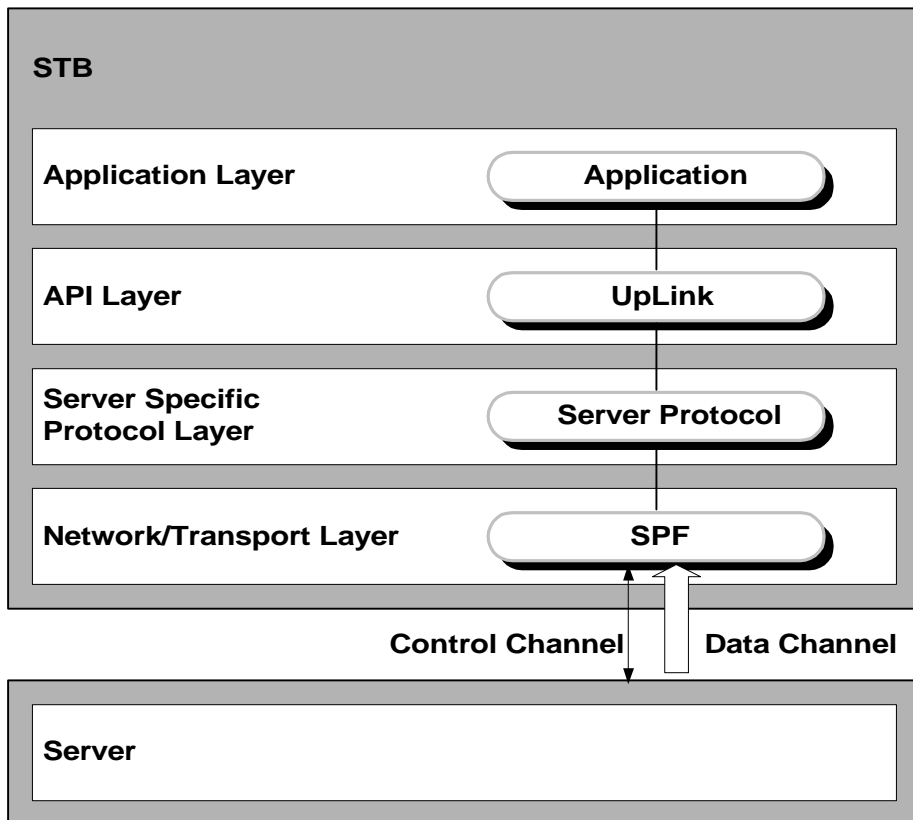 STB
Application Layer
Application
API Layer
UpLink
Server Specific
Protocol Layer
Server Protocol
Network/Transport Layer
SPF
Control Channel
Data Channel
Server